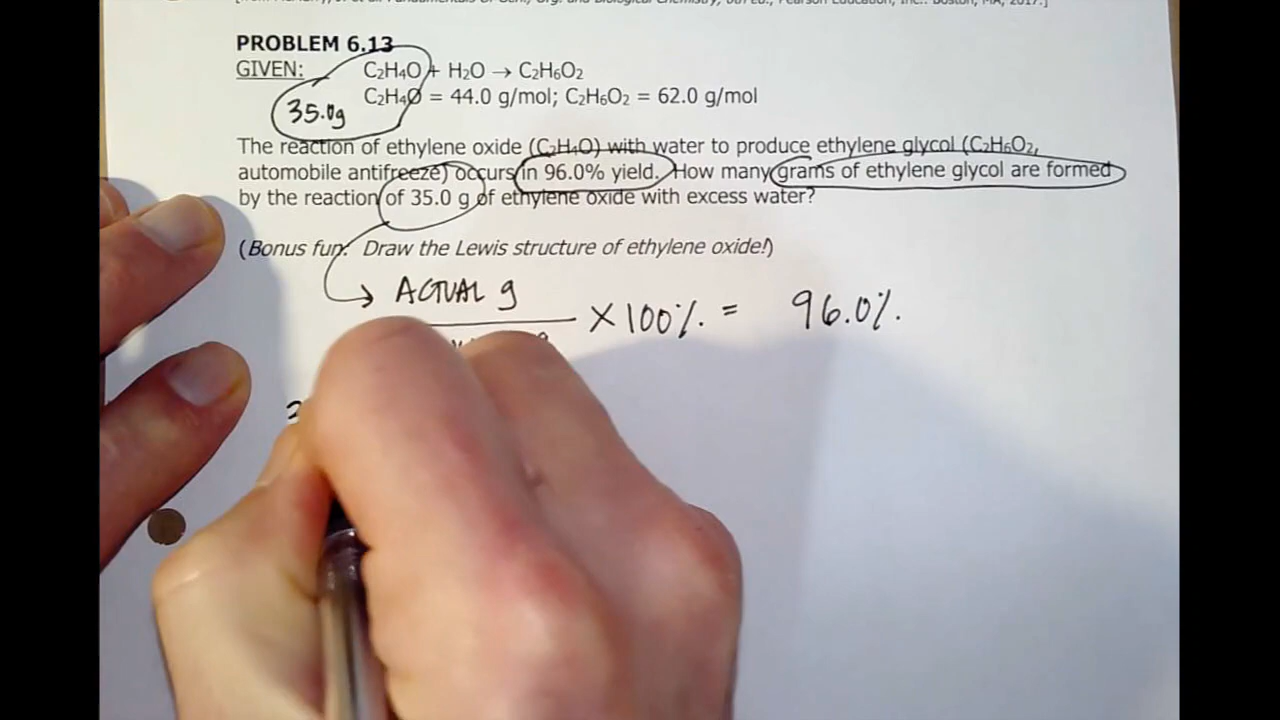 PROBLEM 6.13
GIVEN: C₂H₄O + H₂O → C₂H₆O₂
35.0g C₂H₄O = 44.0 g/mol; C₂H₆O₂ = 62.0 g/mol
The reaction of ethylene oxide (C₂H₄O) with water to produce ethylene glycol (C₂H₆O₂,
automobile antifreeze) occurs in 96.0% yield. How many grams of ethylene glycol are formed
by the reaction of 35.0 g of ethylene oxide with excess water?
(Bonus fun: Draw the Lewis structure of ethylene oxide!)
ACTUAL g
X 100% = 96.0%